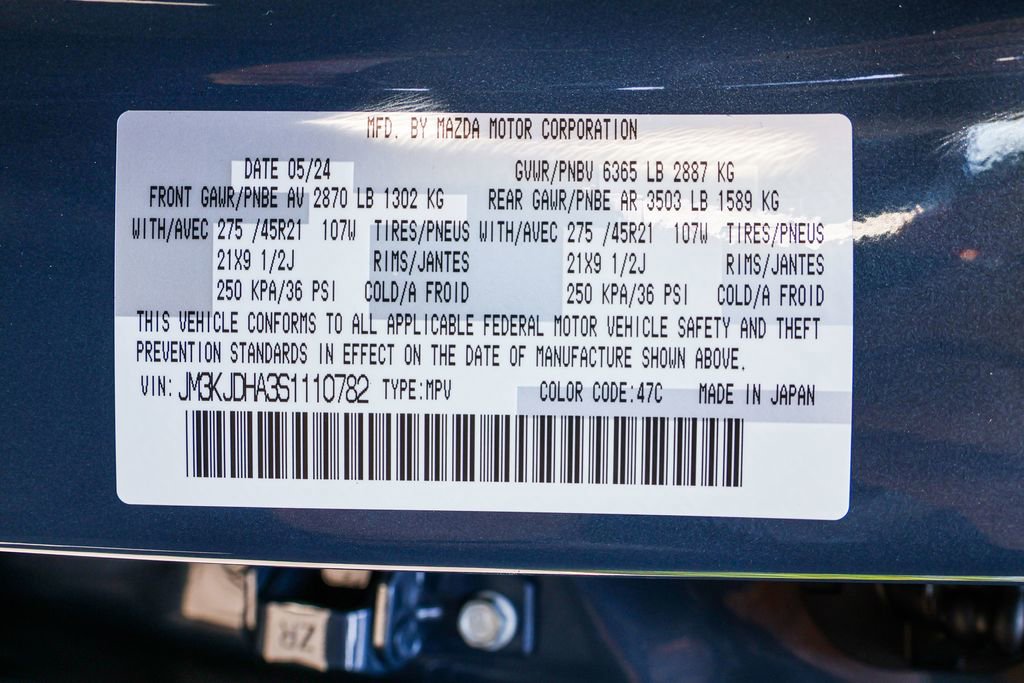 MFD. BY MAZDA MOTOR CORPORATION
DATE 05/24 GVWR/PNBV 6365 LB 2887 KG
FRONT GAWR/PNBE AV 2870 LB 1302 KG REAR GAWR/PNBE AR 3503 LB 1589 KG
WITH/AVEC 275 /45R21 107W TIRES/PNEUS WITH/AVEC 275 /45R21 107W TIRES/PNEUS
21X9 1/2J RIMS/JANTES 21X9 1/2J RIMS/JANTES
250 KPA/36 PSI COLD/A FROID 250 KPA/36 PSI COLD/A FROID
THIS VEHICLE CONFORMS TO ALL APPLICABLE FEDERAL MOTOR VEHICLE SAFETY AND THEFT
PREVENTION STANDARDS IN EFFECT ON THE DATE OF MANUFACTURE SHOWN ABOVE.
VIN: JM3KJDHA3S1110782 TYPE:MPV COLOR CODE:47C MADE IN JAPAN
ZR